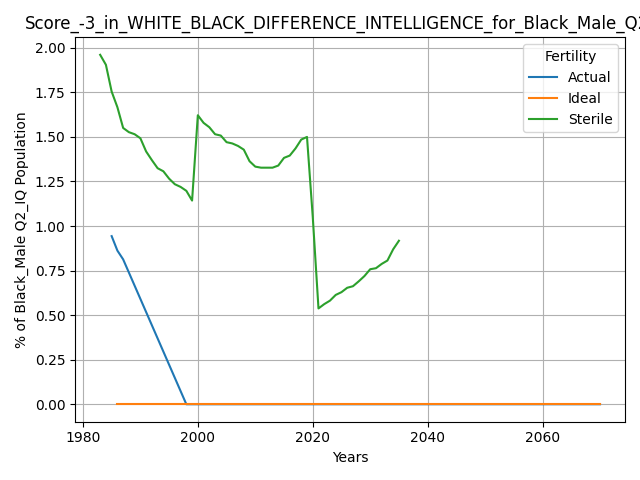 Score_-3_in_WHITE_BLACK_DIFFERENCE_INTELLIGENCE_for_Black_Male_Q2
Fertility
Actual
Ideal
Sterile
2.00
1.75
1.50
1.25
1.00
0.75
0.50
0.25
0.00
% of Black_Male Q2_IQ Population
1980 2000 2020 2040 2060
Years